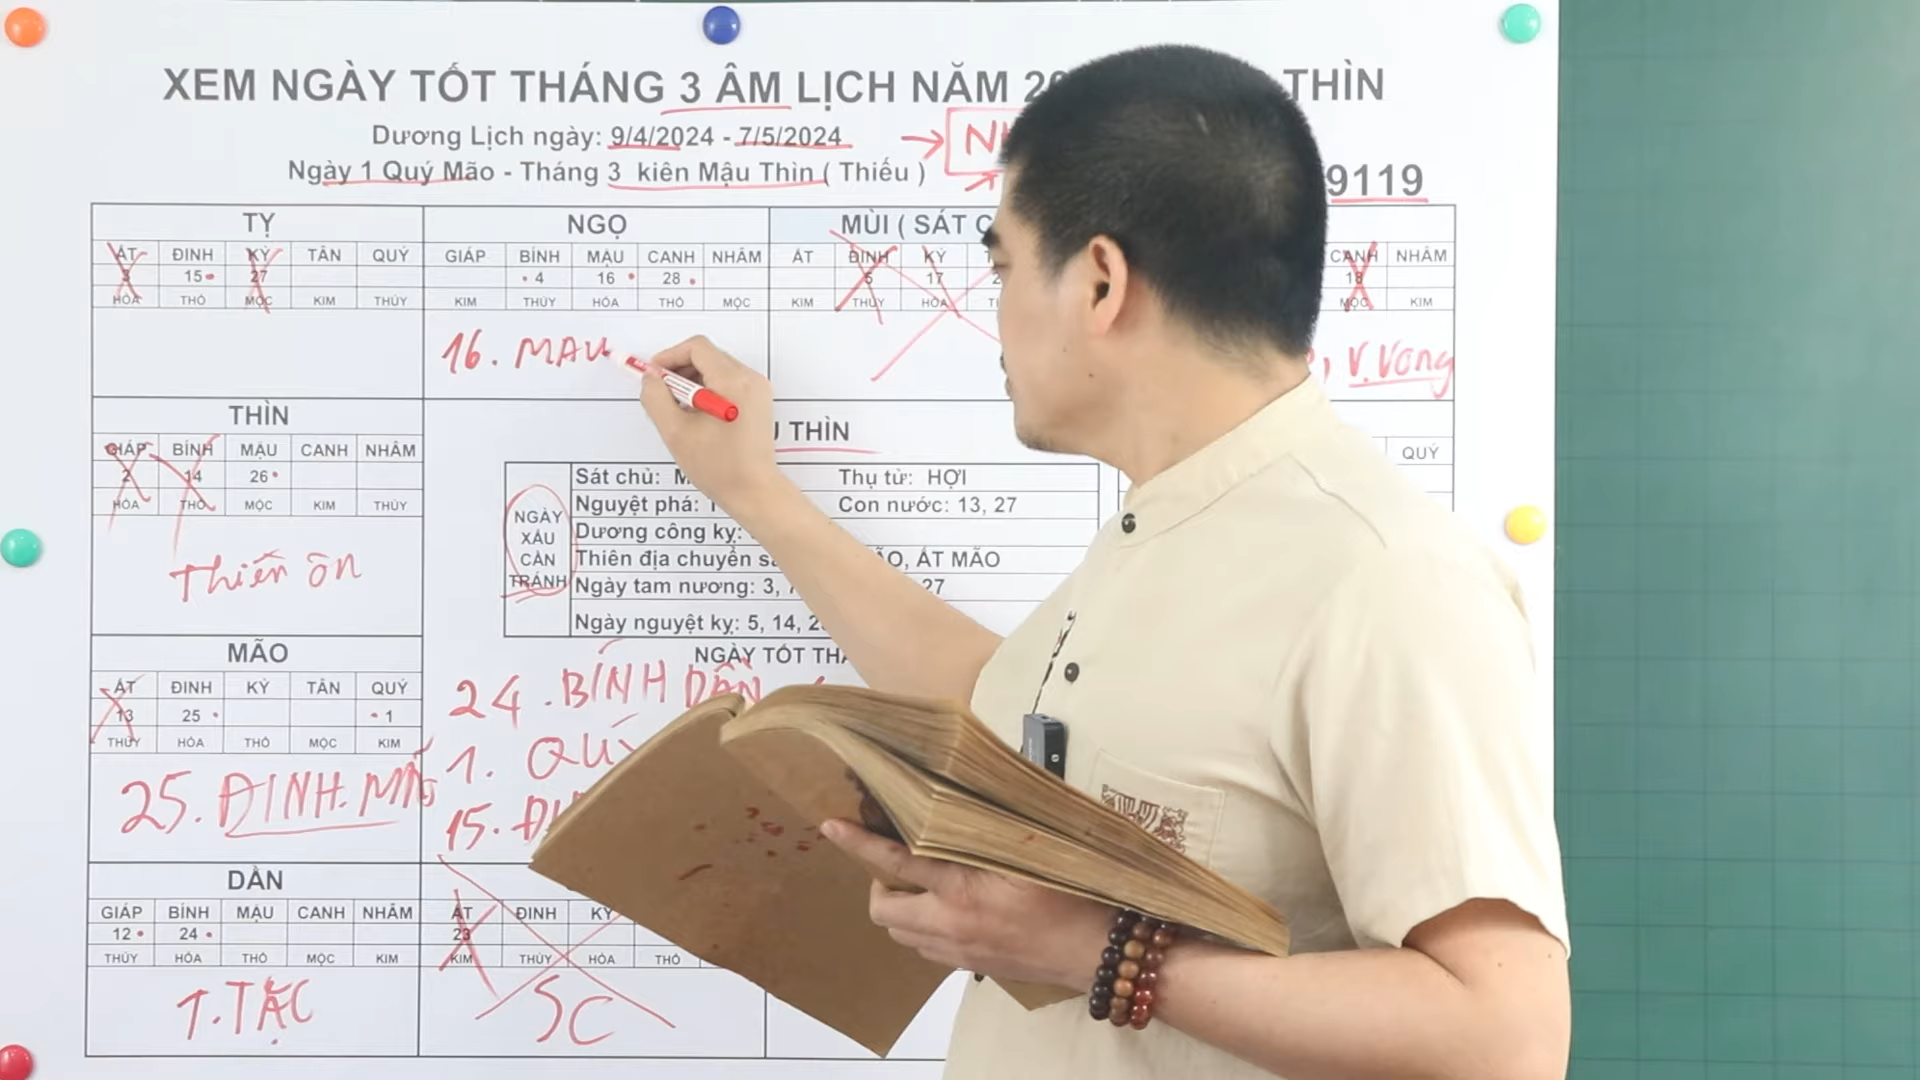 XEM NGÀY TỐT THÁNG 3 ÂM LỊCH NĂM THÌN
Dương Lịch ngày: 9/4/2024 - 7/5/2024
Ngày 1 Quý Mão - Tháng 3 kiên Mậu Thìn ( Thiếu )
9119
TỴ
ẤT ĐINH KỶ TÂN QUÝ
3 15 27
HỎA THỔ MỘC KIM THỦY
NGỌ
GIÁP BÍNH MẬU CANH NHÂM
4 16 28
KIM THỦY HỎA THỔ MỘC
16. MẬU
MÙI ( SÁT
ẤT ĐINH KỶ
5 17
KIM THỦY HỎA
CANH NHÂM
18
MỘC KIM
V.Vong
THÌN
GIÁP BÍNH MẬU CANH NHÂM
2 14 26
HỎA THỔ MỘC KIM THỦY
Thiên ôn
THÌN
QUÝ
NGÀY XẤU CẦN TRÁNH
Sát chủ: Thụ tử: HỢI
Nguyệt phá: Con nước: 13, 27
Dương công kỵ:
Thiên địa chuyển ẤT MÃO
Ngày tam nương: 3, 27
Ngày nguyệt kỵ: 5, 14,
NGÀY TỐT
24. BÍNH DẦN
1. QUÝ
15.
MÃO
ẤT ĐINH KỶ TÂN QUÝ
13 25 1
THỦY HỎA THỔ MỘC KIM
25. ĐINH. MÃO
DẦN
GIÁP BÍNH MẬU CANH NHÂM
12 24
THỦY HỎA THỔ MỘC KIM
T.TẶC
ẤT ĐINH KỶ
23
KIM THỦY HỎA THỔ
SC